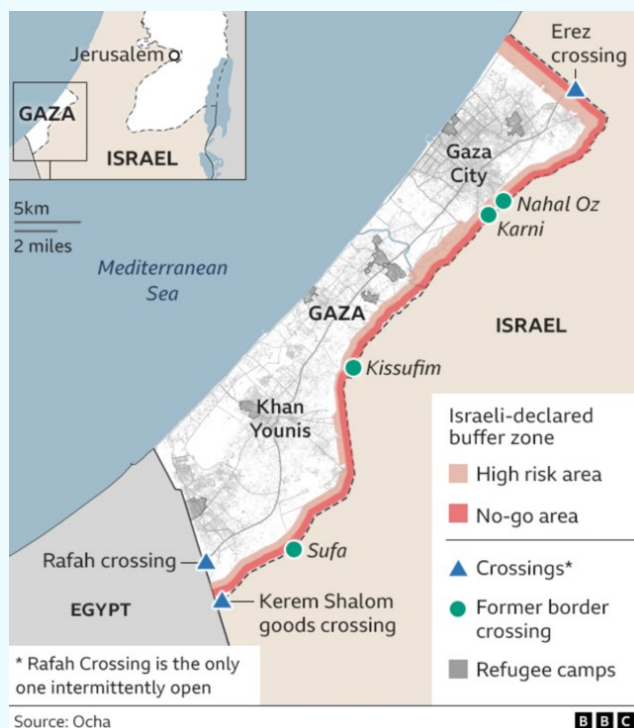 Jerusalem
GAZA
ISRAEL
5km
2 miles
Mediterranean
Sea
Erez
crossing
Gaza
City
Nahal Oz
Karni
GAZA
ISRAEL
Kissufim
Khan
Younis
Rafah crossing
Sufa
EGYPT
Kerem Shalom
goods crossing
Israeli-declared
buffer zone
High risk area
No-go area
Crossings*
Former border
crossing
Refugee camps
* Rafah Crossing is the only
one intermittently open
Source: Ocha
BBC